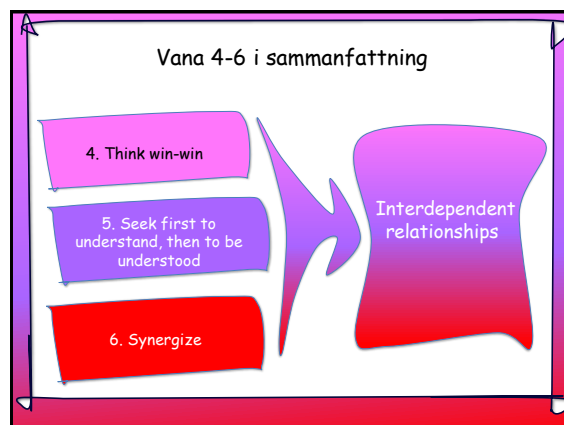 Vana 4-6 i sammanfattning
4. Think win-win
5. Seek first to
understand, then to be
understood
6. Synergize
Interdependent
relationships